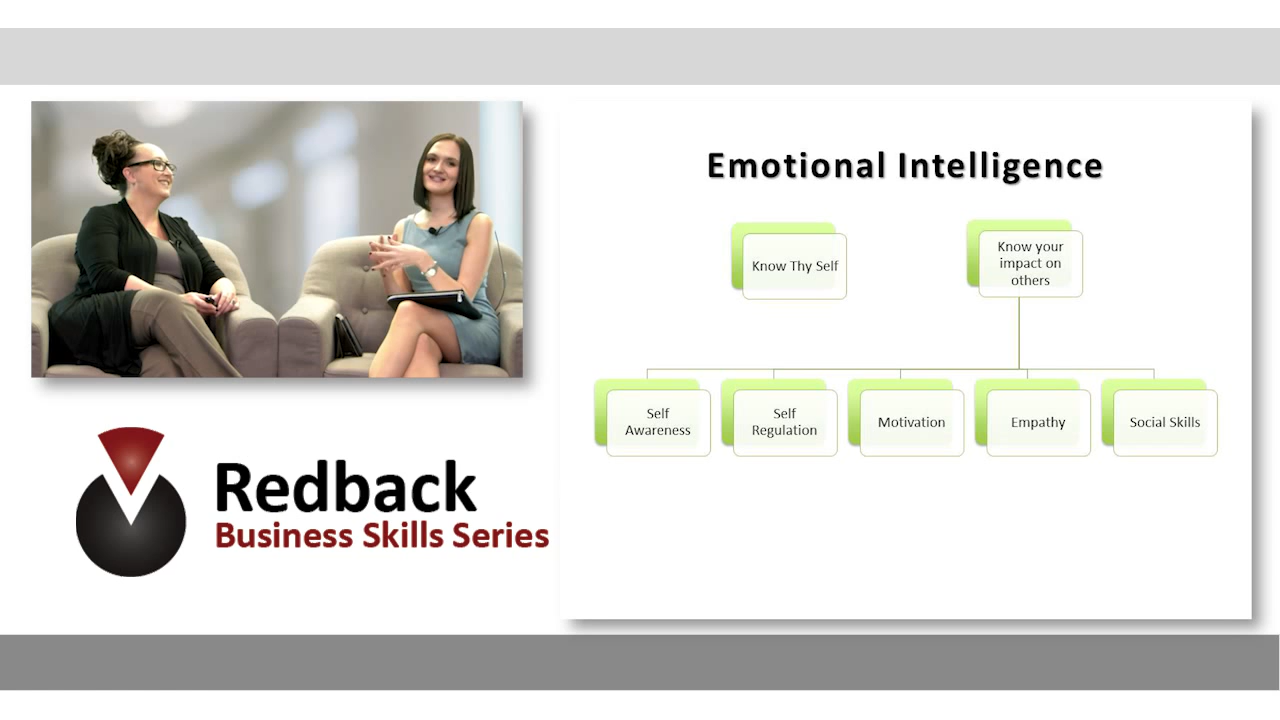 Emotional Intelligence
Know Thy Self
Know your
impact on
others
Self
Awareness
Self
Regulation
Motivation
Empathy
Social Skills
Redback
Business Skills Series